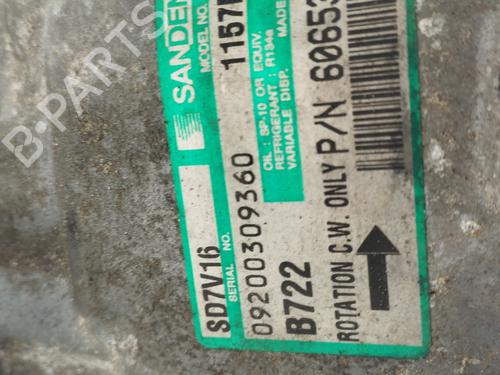 SANDEN
SD7V16
MODEL NO.
1157
SERIAL NO.
09200309360
OIL : SP-10 OR EQUIV.
REFRIGERANT : R134a
VARIABLE DISP. MADE
B722
ROTATION C.W. ONLY P/N 60653
B-PARTS